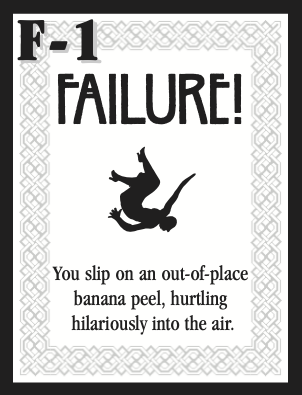 F-1
FAILURE!
You slip on an out-of-place
banana peel, hurtling
hilariously into the air.